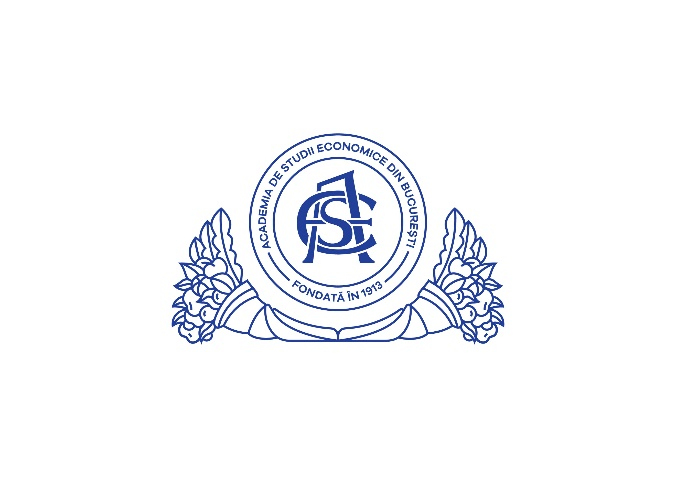 ACADEMIA DE STUDII ECONOMICE DIN BUCUREȘTI
ASE
FONDATĂ ÎN 1913